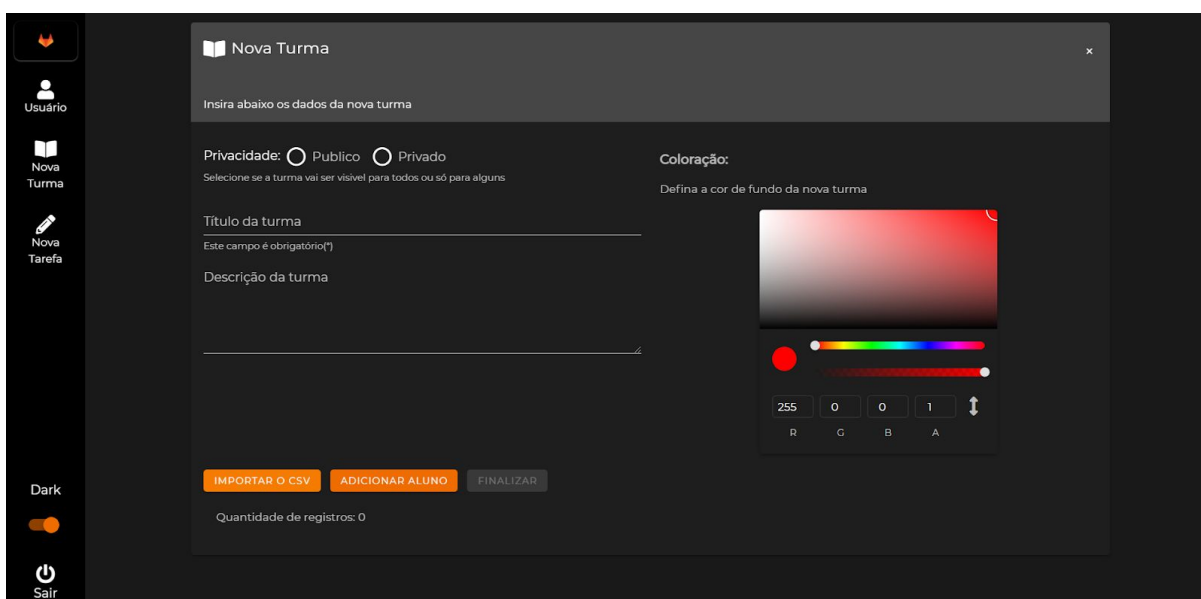 Usuário
Nova
Turma
Nova
Tarefa
Dark
Sair
Nova Turma
×
Insira abaixo os dados da nova turma
Privacidade: Publico Privado
Selecione se a turma vai ser visivel para todos ou só para alguns
Título da turma
Este campo é obrigatório(*)
Descrição da turma
Coloração:
Defina a cor de fundo da nova turma
255 0 0 1
R G B A
IMPORTAR O CSV ADICIONAR ALUNO FINALIZAR
Quantidade de registros: 0